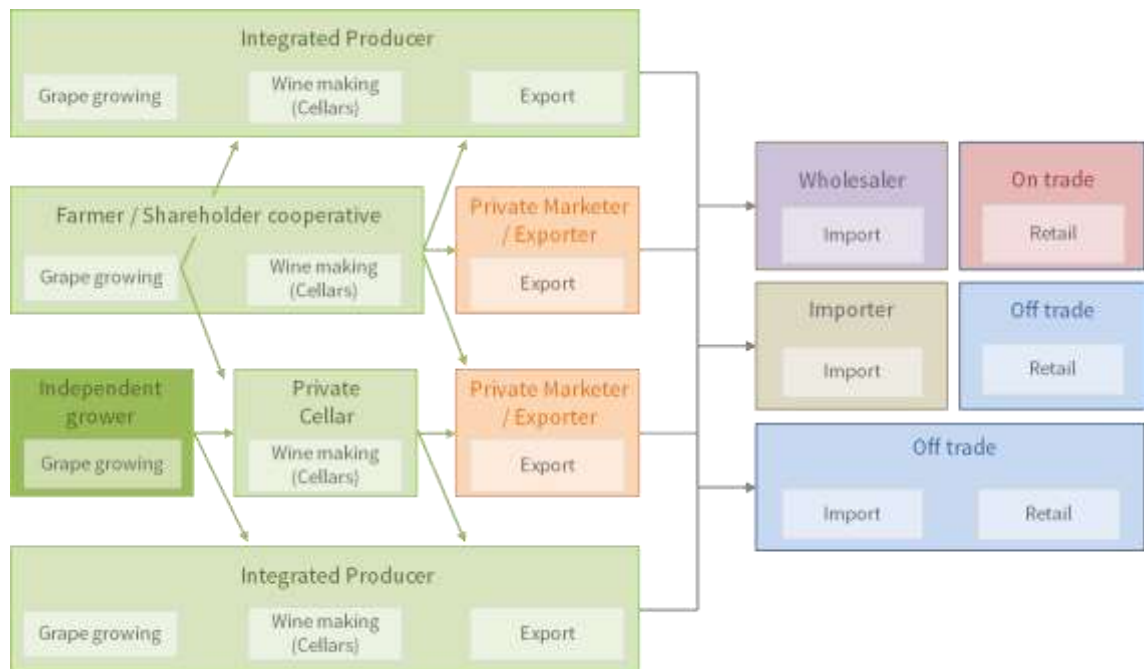 Integrated Producer
Grape growing
Wine making
(Cellars)
Export
Farmer / Shareholder cooperative
Grape growing
Wine making
(Cellars)
Private Marketer
/ Exporter
Export
Wholesaler
Import
On trade
Retail
Importer
Import
Off trade
Retail
Independent
grower
Grape growing
Private
Cellar
Wine making
(Cellars)
Private Marketer
/ Exporter
Export
Off trade
Import
Retail
Integrated Producer
Grape growing
Wine making
(Cellars)
Export